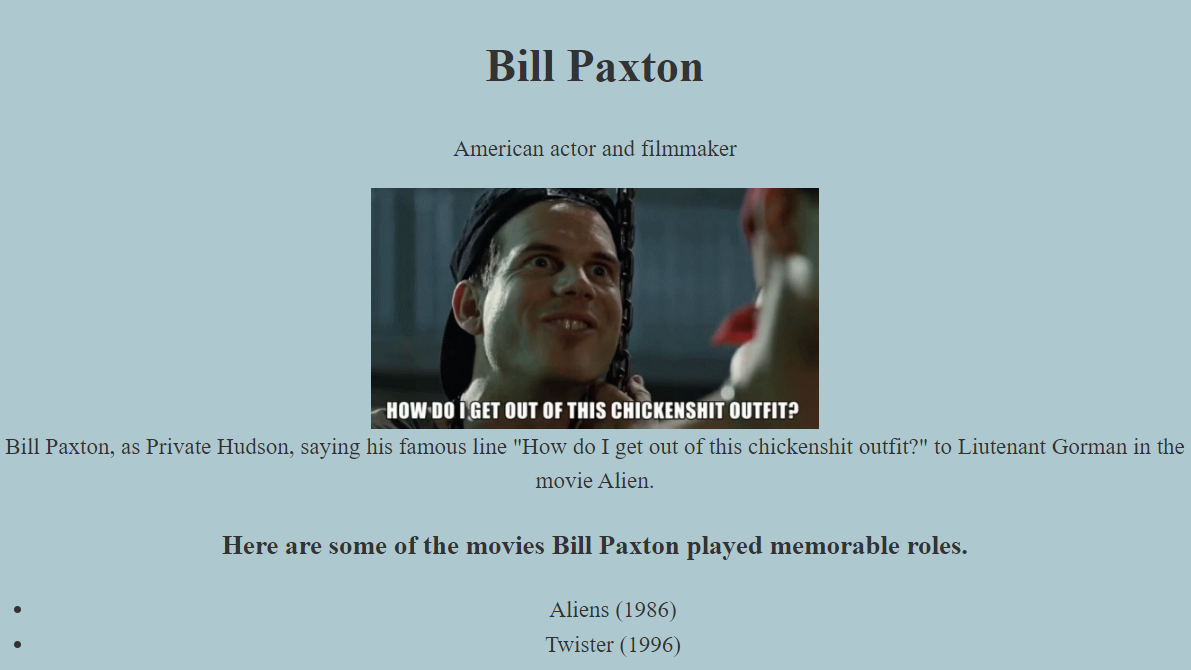 Bill Paxton
American actor and filmmaker
HOW DO I GET OUT OF THIS CHICKENSHIT OUTFIT?
Bill Paxton, as Private Hudson, saying his famous line "How do I get out of this chickenshit outfit?" to Liutenant Gorman in the
movie Alien.
Here are some of the movies Bill Paxton played memorable roles.
Aliens (1986)
Twister (1996)